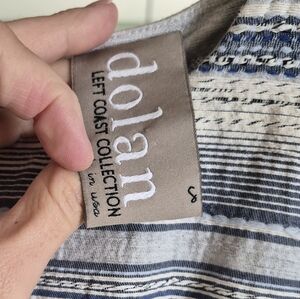 dolan
LEFT COAST COLLECTION
in usa
s